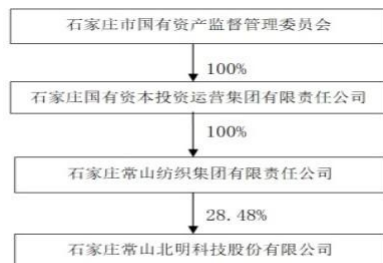 石家庄市国有资产监督管理委员会
100%
石家庄国有资本投资运营集团有限责任公司
100%
石家庄常山纺织集团有限责任公司
28.48%
石家庄常山北明科技股份有限公司